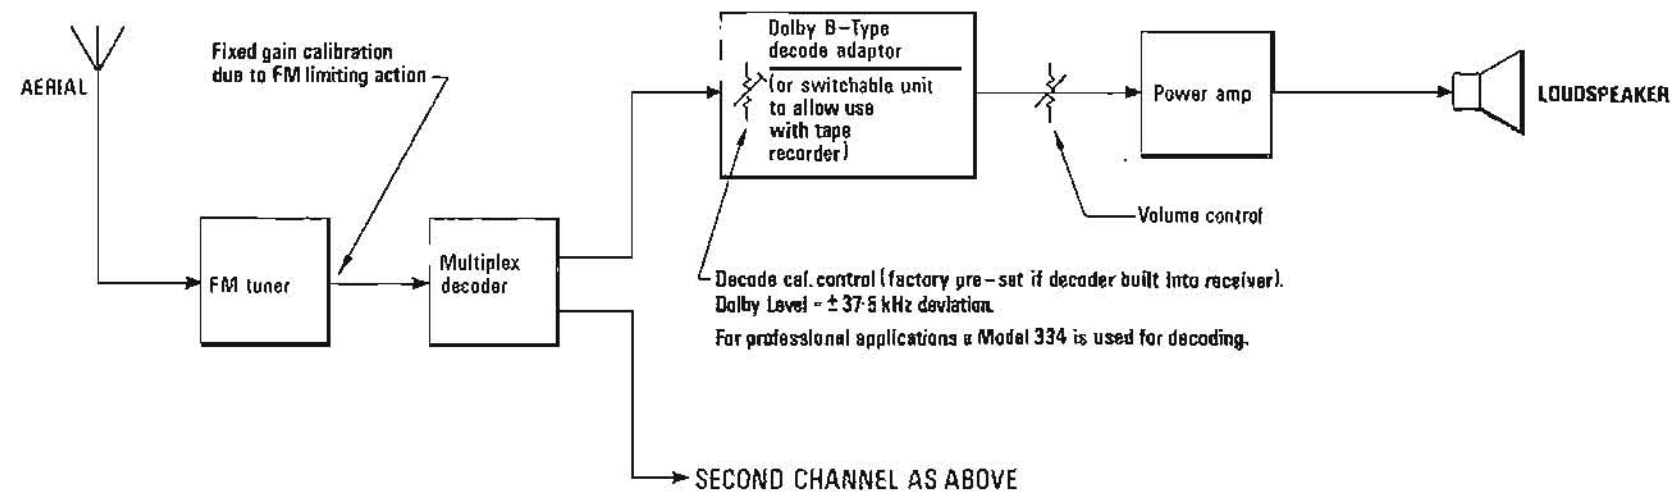 Dolby B-Type
decode adaptor
(or switchable unit
to allow use
with tape
recorder)
Fixed gain calibration
due to FM limiting action
AERIAL
Power amp
LOUDSPEAKER
Volume control
FM tuner
Multiplex
decoder
Decode cal. control (factory pre-set if decoder built into receiver).
Dolby Level = ± 37·5 kHz deviation.
For professional applications a Model 334 is used for decoding.
SECOND CHANNEL AS ABOVE